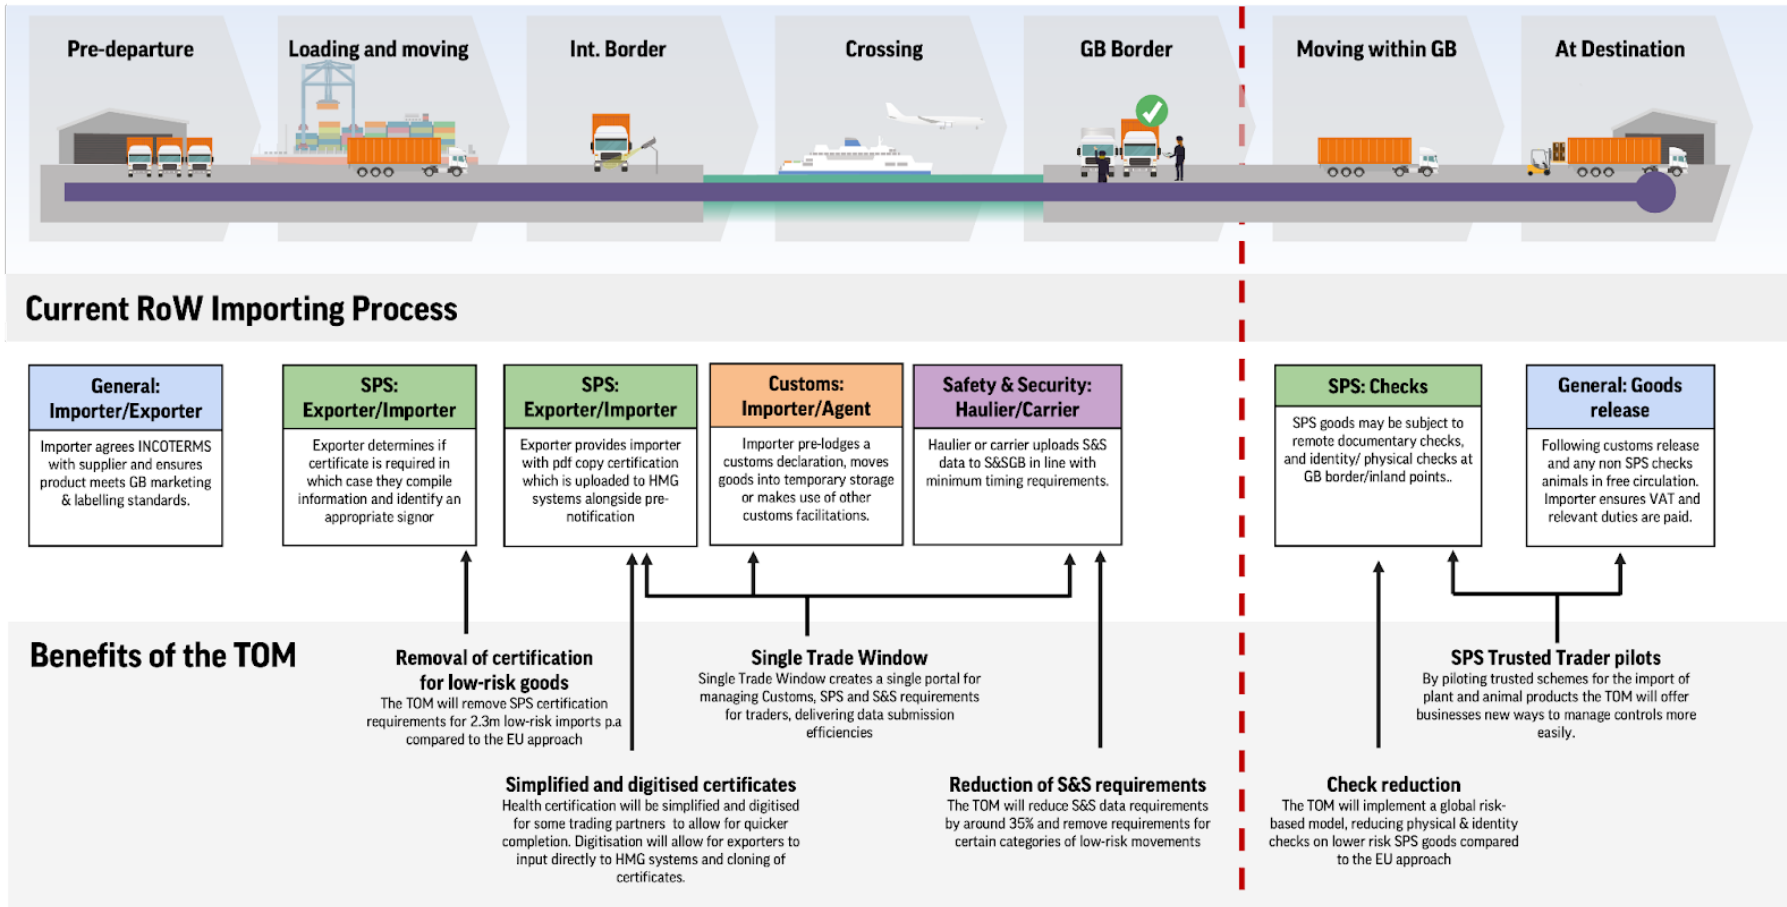 Pre-departure
Loading and moving
Int. Border
Crossing
GB Border
Moving within GB
At Destination
Current RoW Importing Process
General:
Importer/Exporter
Importer agrees INCOTERMS
with supplier and ensures
product meets GB marketing
& labelling standards.
SPS:
Exporter/Importer
Exporter determines if
certificate is required in
which case they compile
information and identify an
appropriate signor
SPS:
Exporter/Importer
Exporter provides importer
with pdf copy certification
which is uploaded to HMG
systems alongside pre-
notification
Customs:
Importer/Agent
Importer pre-lodges a
customs declaration, moves
goods into temporary storage
or makes use of other
customs facilitations.
Safety & Security:
Haulier/Carrier
Haulier or carrier uploads S&S
data to S&SGB in line with
minimum timing requirements.
SPS: Checks
SPS goods may be subject to
remote documentary checks,
and identity/ physical checks at
GB border/inland points..
General: Goods
release
Following customs release
and any non SPS checks
animals in free circulation.
Importer ensures VAT and
relevant duties are paid.
Benefits of the TOM
Removal of certification
for low-risk goods
The TOM will remove SPS certification
requirements for 2.3m low-risk imports p.a
compared to the EU approach
Single Trade Window
Single Trade Window creates a single portal for
managing Customs, SPS and S&S requirements
for traders, delivering data submission
efficiencies
SPS Trusted Trader pilots
By piloting trusted schemes for the import of
plant and animal products the TOM will offer
businesses new ways to manage controls more
easily.
Simplified and digitised certificates
Health certification will be simplified and digitised
for some trading partners to allow for quicker
completion. Digitisation will allow for exporters to
input directly to HMG systems and cloning of
certificates.
Reduction of S&S requirements
The TOM will reduce S&S data requirements
by around 35% and remove requirements for
certain categories of low-risk movements
Check reduction
The TOM will implement a global risk-
based model, reducing physical & identity
checks on lower risk SPS goods compared
to the EU approach